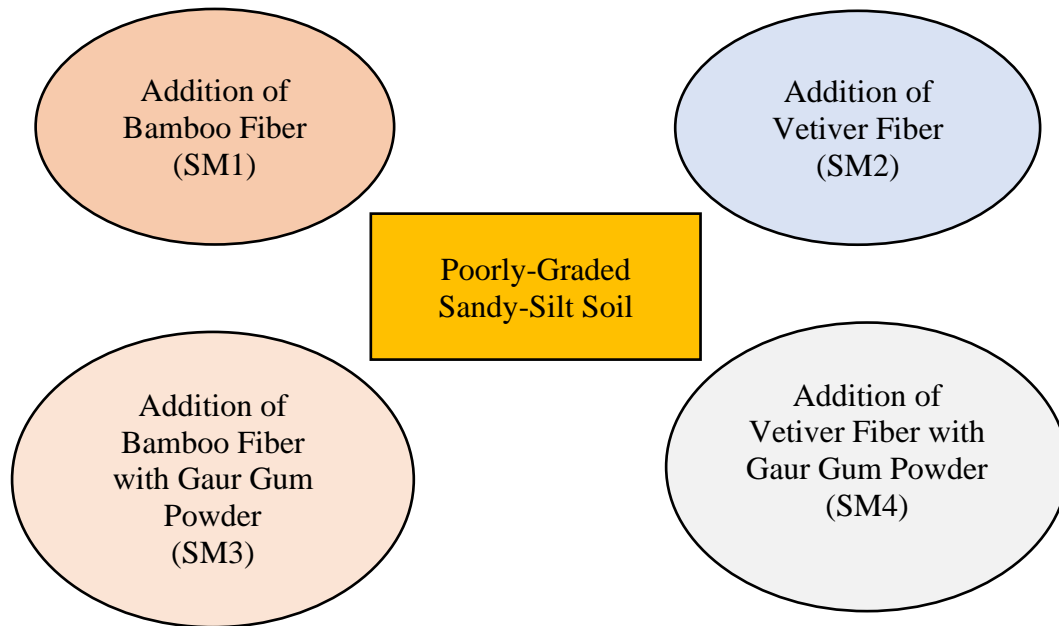 Addition of
Bamboo Fiber
(SM1)
Addition of
Vetiver Fiber
(SM2)
Poorly-Graded
Sandy-Silt Soil
Addition of
Bamboo Fiber
with Gaur Gum
Powder
(SM3)
Addition of
Vetiver Fiber with
Gaur Gum Powder
(SM4)